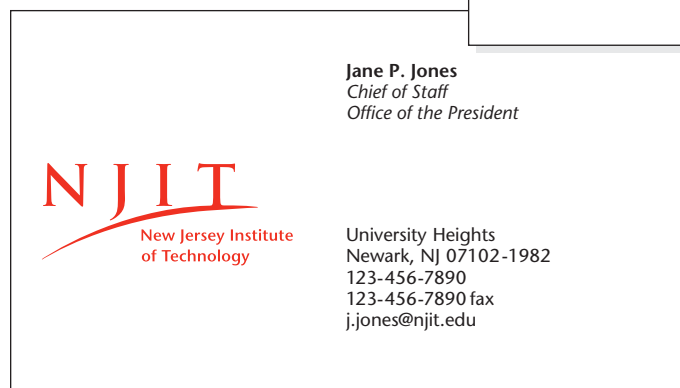 Jane P. Jones
Chief of Staff
Office of the President
NJIT
New Jersey Institute
of Technology
University Heights
Newark, NJ 07102-1982
123-456-7890
123-456-7890 fax
j.jones@njit.edu